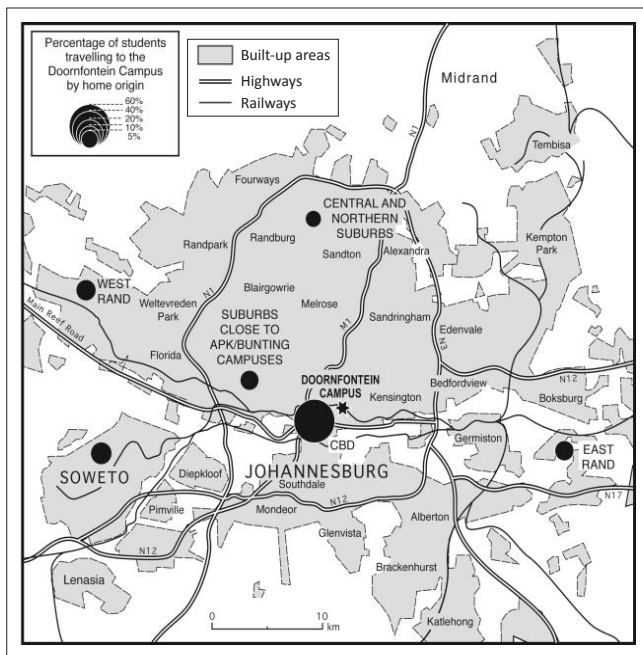 Percentage of students
travelling to the
Doornfontein Campus
by home origin
60%
40%
20%
10%
5%
Built-up areas
Highways
Railways
Midrand
N1
Tembisa
Fourways
CENTRAL AND
NORTHERN
SUBURBS
Randpark
Randburg
Sandton
Alexandra
Kempton
Park
WEST
RAND
Weltevreden
Park
N1
Blairgowrie
Melrose
M1
Sandringham
Main Reef Road
SUBURBS
CLOSE TO
APK/BUNTING
CAMPUSES
N3
Edenvale
Florida
DOORNFONTEIN
CAMPUS
Kensington
Bedfordview
N12
Boksburg
CBD
Germiston
EAST
RAND
SOWETO
Diepkloof
JOHANNESBURG
Southdale
Pimville
Mondeor
N12
N17
Glenvista
Alberton
N12
Lenasia
Brackenhurst
0
10
km
Katlehong